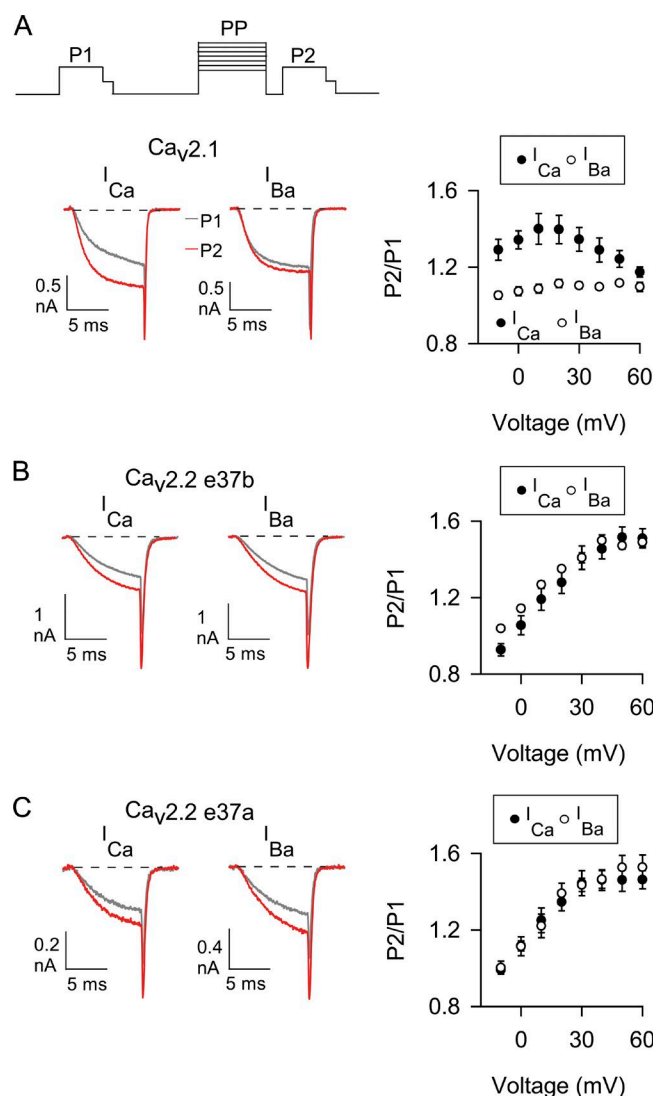 A
P1
PP
P2
CaV2.1
ICa
IBa
P1
P2
0.5
nA
5 ms
0.5
nA
5 ms
ICa IBa
1.6
1.2
0.8
P2/P1
ICa IBa
0 30 60
Voltage (mV)
B
CaV2.2 e37b
ICa
IBa
1
nA
5 ms
1
nA
5 ms
ICa IBa
1.6
1.2
0.8
P2/P1
0 30 60
Voltage (mV)
C
CaV2.2 e37a
ICa
IBa
0.2
nA
5 ms
0.4
nA
5 ms
ICa IBa
1.6
1.2
0.8
P2/P1
0 30 60
Voltage (mV)